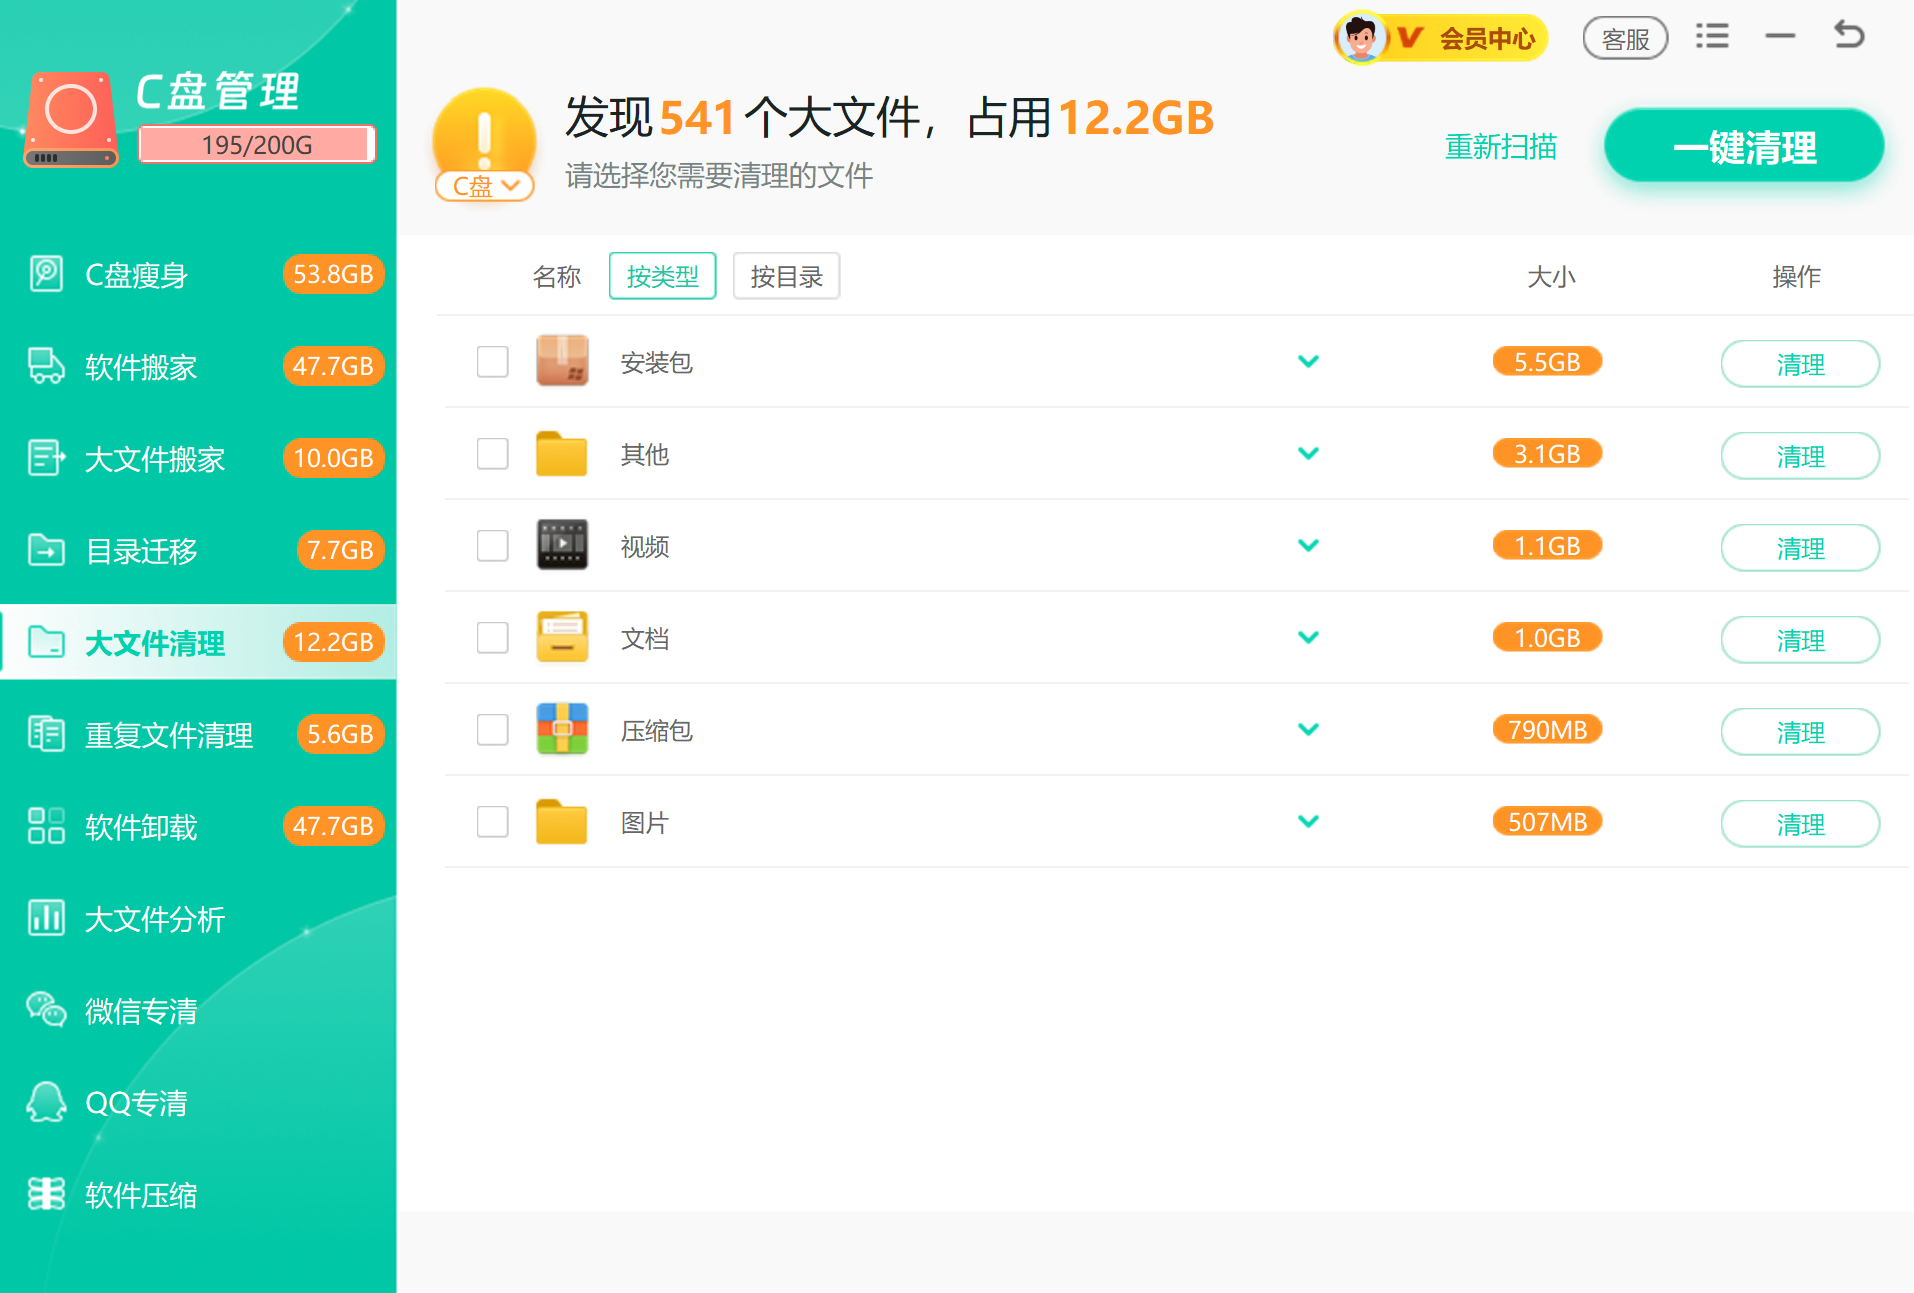 C盘管理
195/200G
C盘瘦身 53.8GB
软件搬家 47.7GB
大文件搬家 10.0GB
目录迁移 7.7GB
大文件清理 12.2GB
重复文件清理 5.6GB
软件卸载 47.7GB
大文件分析
微信专清
QQ专清
软件压缩
V 会员中心 客服
发现541个大文件，占用12.2GB
请选择您需要清理的文件
C盘
重新扫描 一键清理
名称 按类型 按目录 大小 操作
安装包 5.5GB 清理
其他 3.1GB 清理
视频 1.1GB 清理
文档 1.0GB 清理
压缩包 790MB 清理
图片 507MB 清理